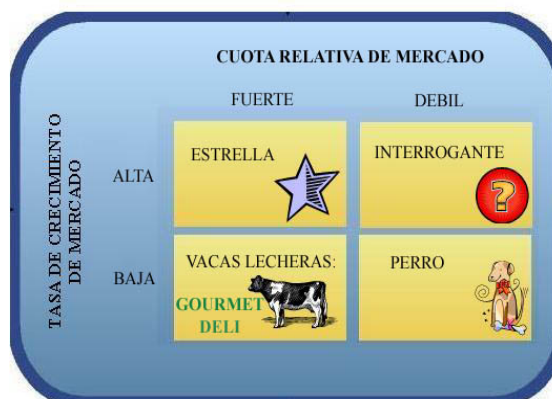 CUOTA RELATIVA DE MERCADO
FUERTE
DEBIL
TASA DE CRECIMIENTO
DE MERCADO
ALTA
ESTRELLA
INTERROGANTE
?
BAJA
VACAS LECHERAS:
GOURMET
DELI
PERRO